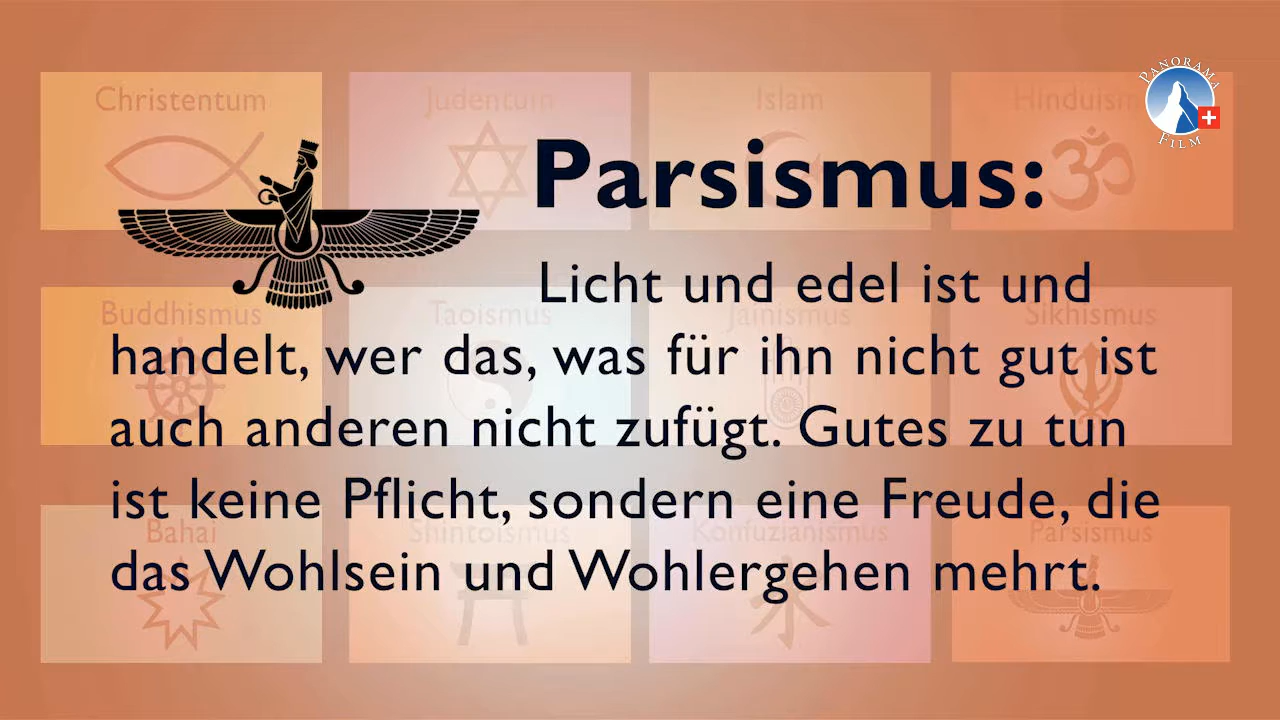 Christentum
Judentum
Islam
Hinduism
PANORAMA
FILM
Parsismus:
Licht und edel ist und
Buddhismus
Taoismus
Jainismus
Sikhismus
handelt, wer das, was für ihn nicht gut ist
auch anderen nicht zufügt. Gutes zu tun
ist keine Pflicht, sondern eine Freude, die
Bahai
Shintoismus
Konfuzianismus
Parsismus
das Wohlsein und Wohlergehen mehrt.